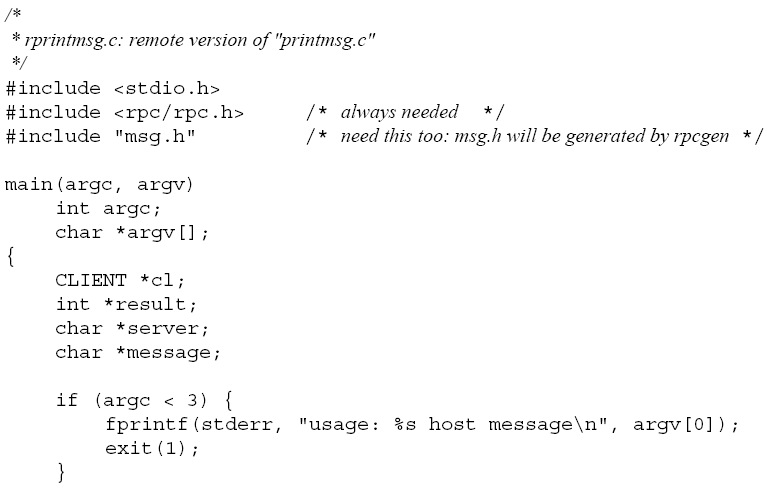 /*
 * rprintmsg.c: remote version of "printmsg.c"
 */
#include <stdio.h>
#include <rpc/rpc.h>     /* always needed  */
#include "msg.h"         /* need this too: msg.h will be generated by rpcgen */

main(argc, argv)
    int argc;
    char *argv[];
{
    CLIENT *cl;
    int *result;
    char *server;
    char *message;

    if (argc < 3) {
        fprintf(stderr, "usage: %s host message\n", argv[0]);
        exit(1);
    }